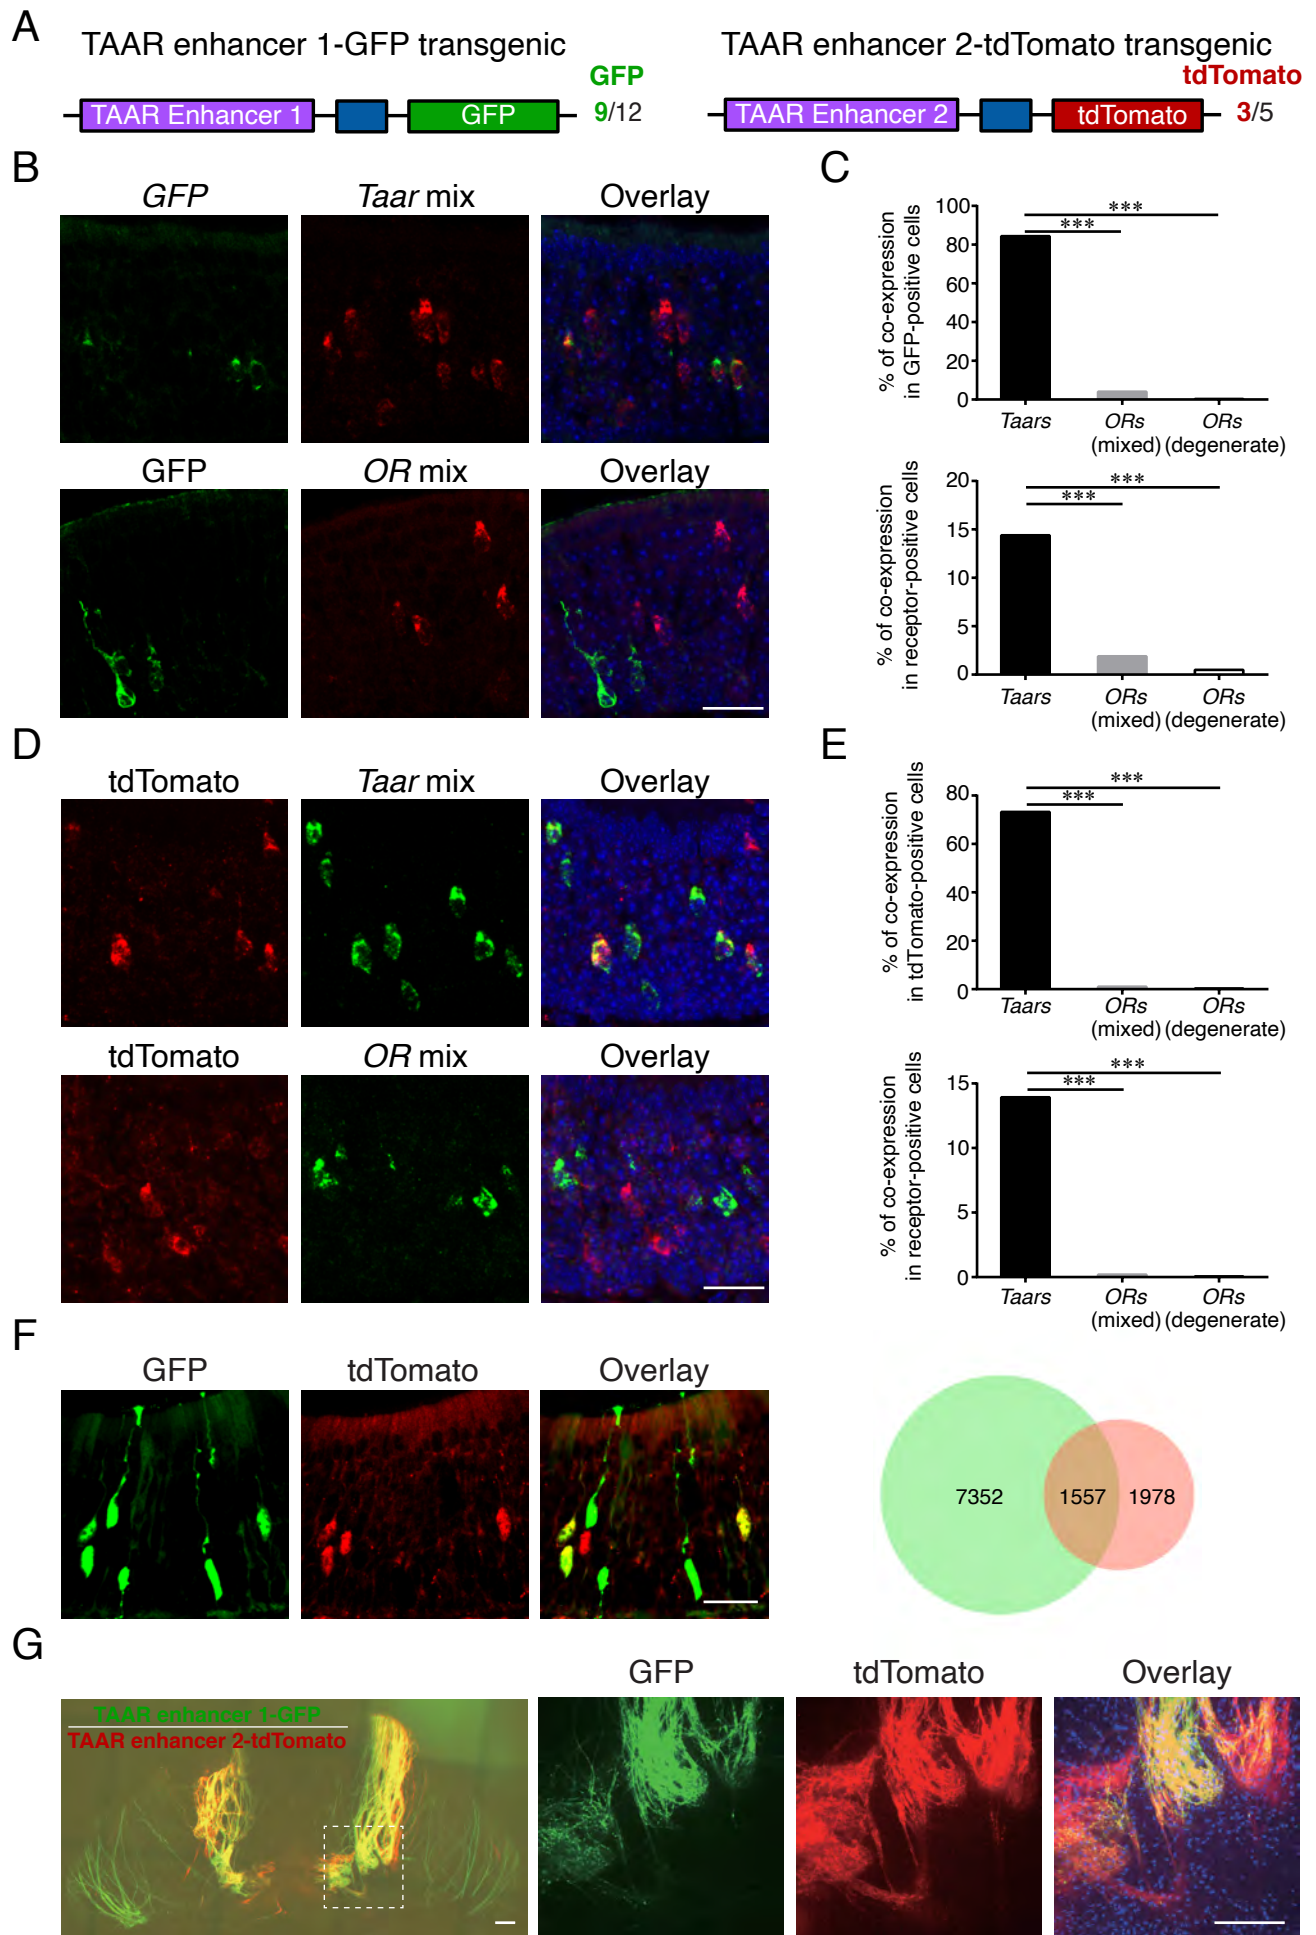 A
TAAR enhancer 1-GFP transgenic
TAAR enhancer 2-tdTomato transgenic
GFP
tdTomato
TAAR Enhancer 1
GFP
9/12
TAAR Enhancer 2
tdTomato
3/5
B
GFP
Taar mix
Overlay
GFP
OR mix
Overlay
C
% of co-expression
in GFP-positive cells
100
80
60
40
20
0
***
***
Taars
ORs
(mixed)
ORs
(degenerate)
% of co-expression
in receptor-positive cells
20
15
10
5
0
***
***
Taars
ORs
(mixed)
ORs
(degenerate)
D
tdTomato
Taar mix
Overlay
tdTomato
OR mix
Overlay
E
% of co-expression
in tdTomato-positive cells
80
60
40
20
0
***
***
Taars
ORs
(mixed)
ORs
(degenerate)
% of co-expression
in receptor-positive cells
15
10
5
0
***
***
Taars
ORs
(mixed)
ORs
(degenerate)
F
GFP
tdTomato
Overlay
7352
1557
1978
G
TAAR enhancer 1-GFP
TAAR enhancer 2-tdTomato
GFP
tdTomato
Overlay